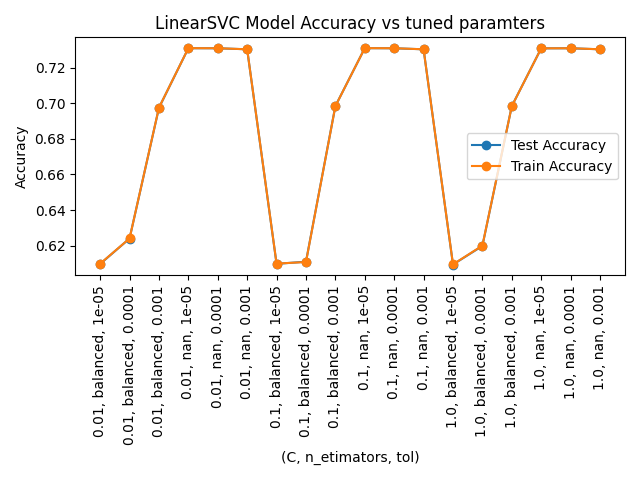 LinearSVC Model Accuracy vs tuned paramters
Accuracy
0.72
0.70
0.68
0.66
0.64
0.62
Test Accuracy
Train Accuracy
0.01, balanced, 1e-05
0.01, balanced, 0.0001
0.01, balanced, 0.001
0.01, nan, 1e-05
0.01, nan, 0.0001
0.01, nan, 0.001
0.1, balanced, 1e-05
0.1, balanced, 0.0001
0.1, balanced, 0.001
0.1, nan, 1e-05
0.1, nan, 0.0001
0.1, nan, 0.001
1.0, balanced, 1e-05
1.0, balanced, 0.0001
1.0, balanced, 0.001
1.0, nan, 1e-05
1.0, nan, 0.0001
1.0, nan, 0.001
(C, n_etimators, tol)